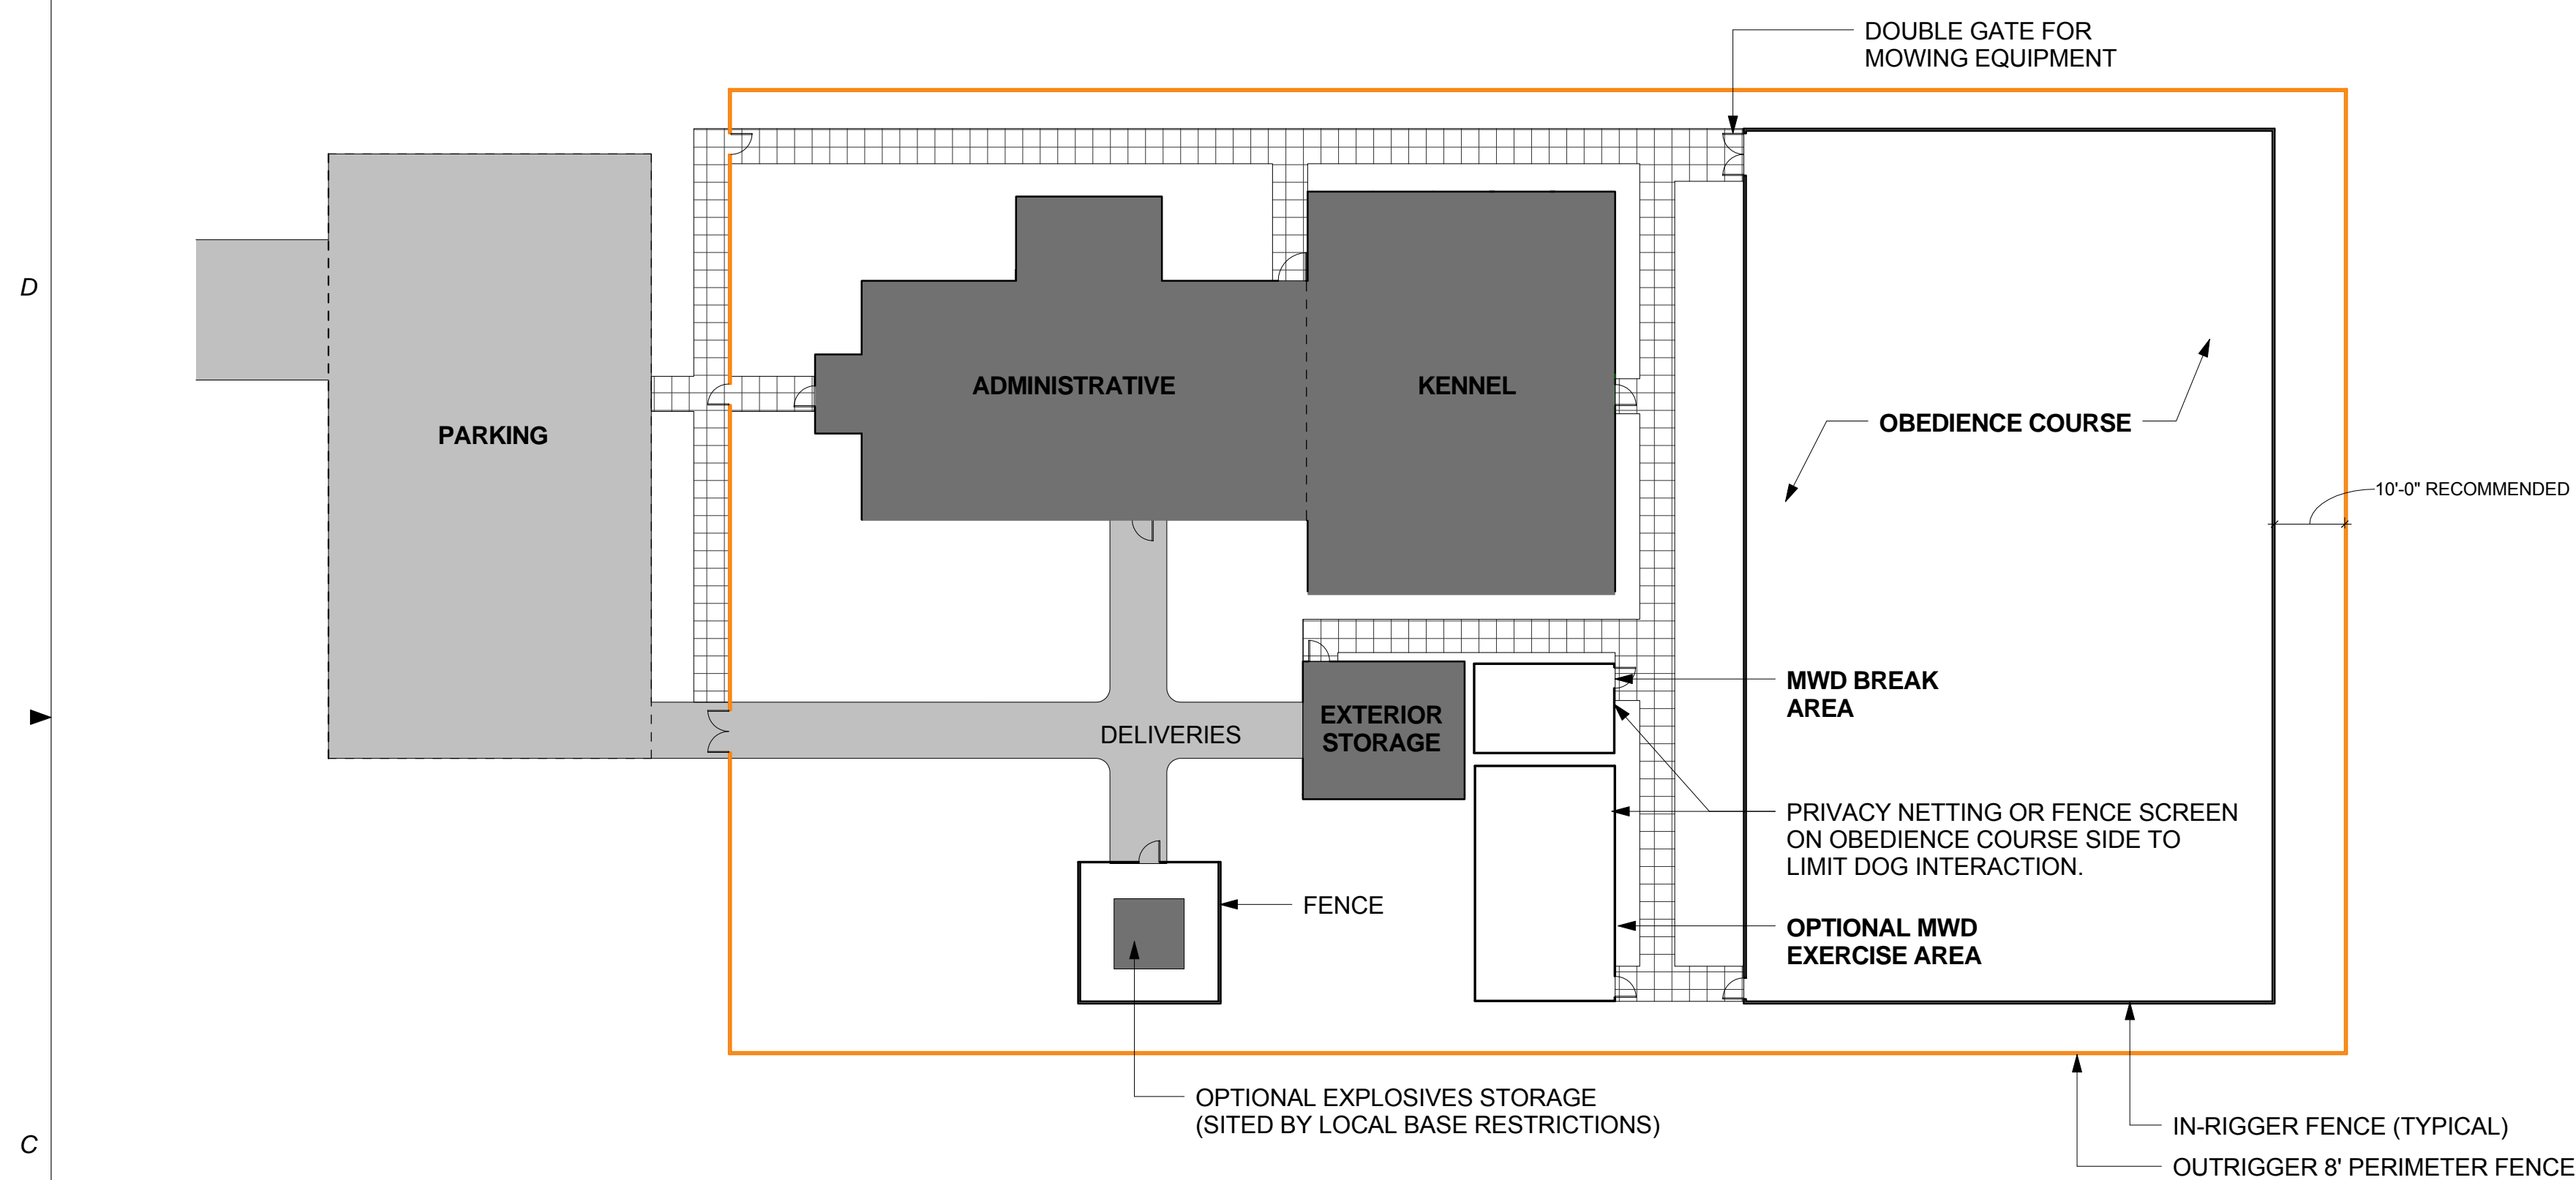 DOUBLE GATE FOR
MOWING EQUIPMENT
D
ADMINISTRATIVE
KENNEL
PARKING
OBEDIENCE COURSE
10'-0" RECOMMENDED
MWD BREAK
AREA
EXTERIOR
STORAGE
DELIVERIES
PRIVACY NETTING OR FENCE SCREEN
ON OBEDIENCE COURSE SIDE TO
LIMIT DOG INTERACTION.
FENCE
OPTIONAL MWD
EXERCISE AREA
OPTIONAL EXPLOSIVES STORAGE
(SITED BY LOCAL BASE RESTRICTIONS)
C
IN-RIGGER FENCE (TYPICAL)
OUTRIGGER 8' PERIMETER FENCE